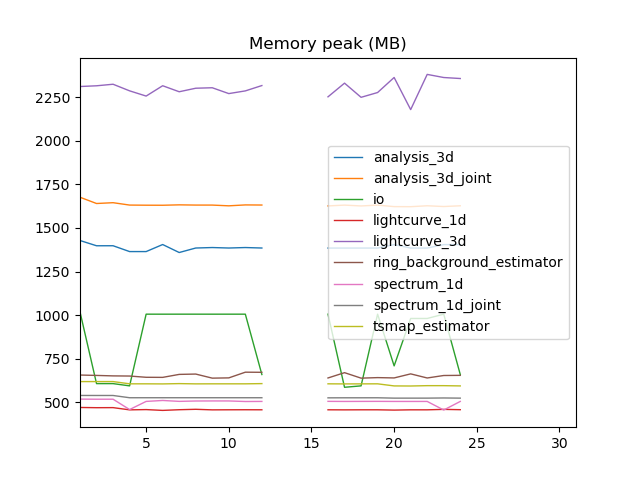 Memory peak (MB)
2250
2000
1750
1500
1250
1000
750
500
analysis_3d
analysis_3d_joint
io
lightcurve_1d
lightcurve_3d
ring_background_estimator
spectrum_1d
spectrum_1d_joint
tsmap_estimator
5 10 15 20 25 30